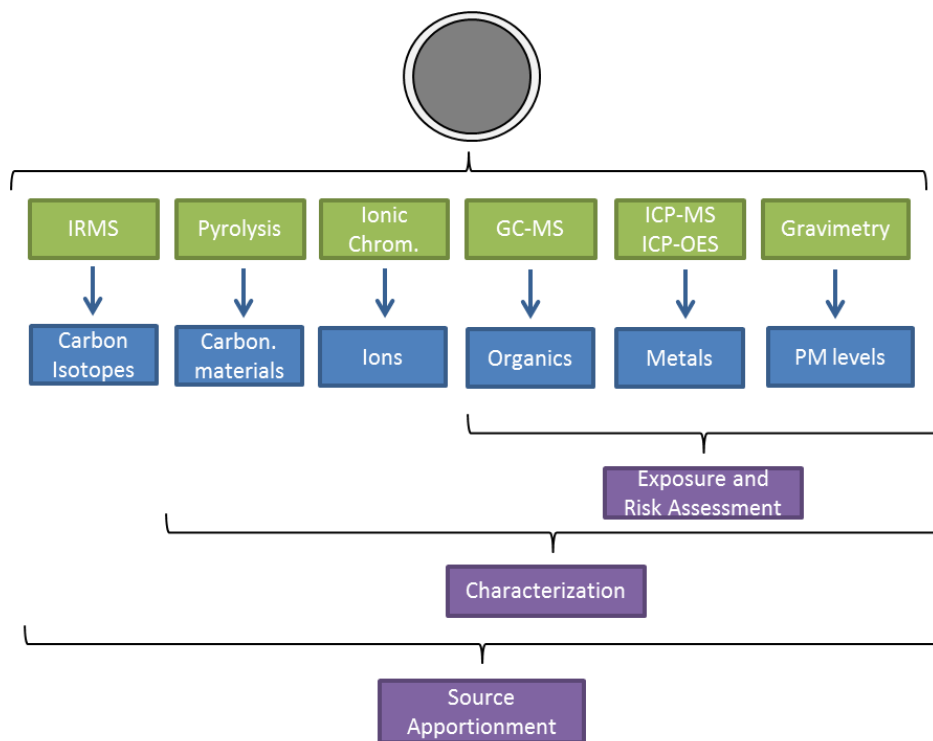 IRMS
Pyrolysis
Ionic
Chrom.
GC-MS
ICP-MS
ICP-OES
Gravimetry
Carbon
Isotopes
Carbon.
materials
Ions
Organics
Metals
PM levels
Exposure and
Risk Assessment
Characterization
Source
Apportionment